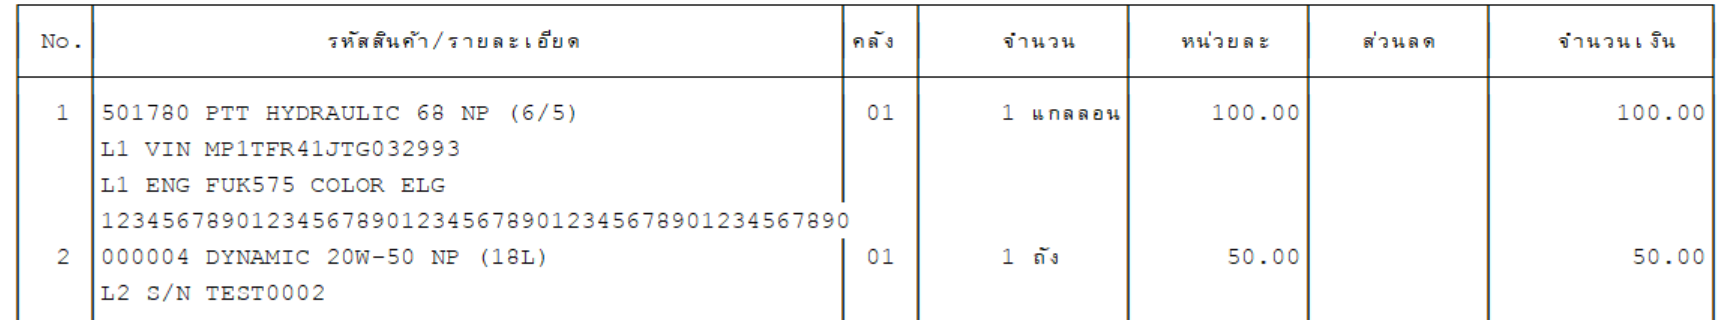 No. รหัสสินค้า/รายละเอียด คลัง จำนวน หน่วยละ ส่วนลด จำนวนเงิน
1 501780 PTT HYDRAULIC 68 NP (6/5) 01 1 แกลลอน 100.00 100.00
L1 VIN MP1TFR41JTG032993
L1 ENG FUK575 COLOR ELG
12345678901234567890123456789012345678901234567890
2 000004 DYNAMIC 20W-50 NP (18L) 01 1 ถัง 50.00 50.00
L2 S/N TEST0002